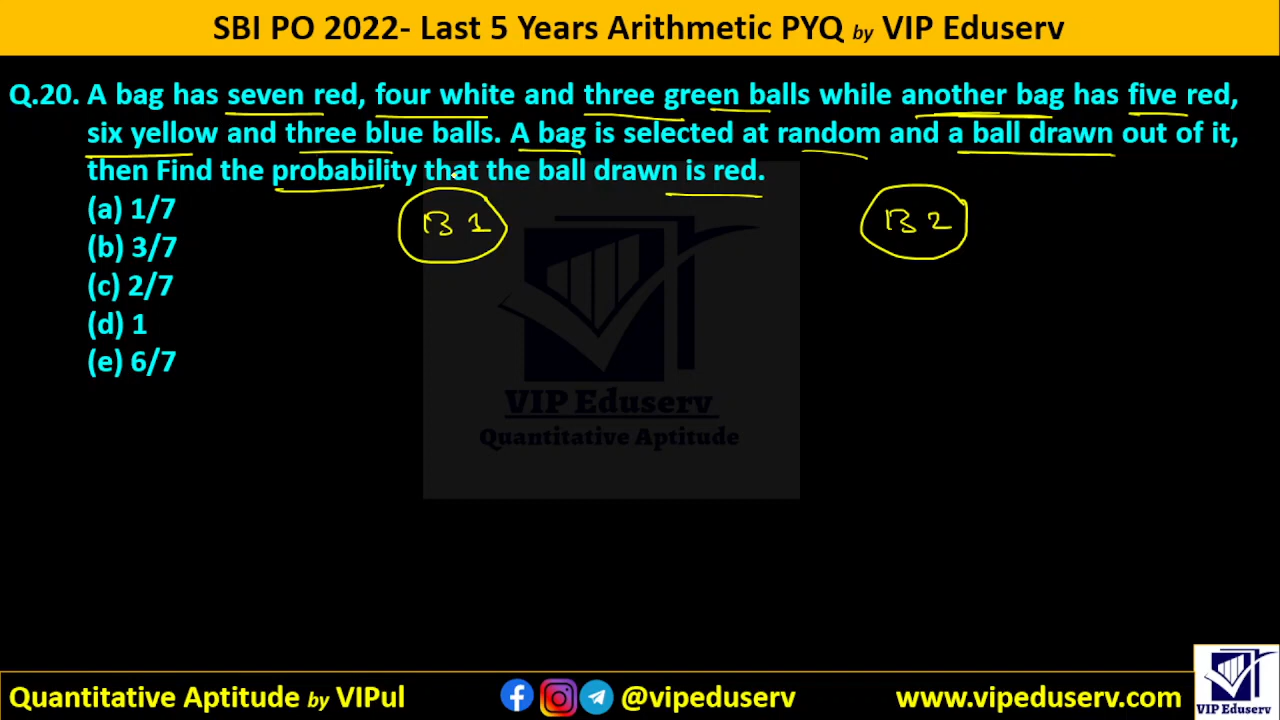 SBI PO 2022- Last 5 Years Arithmetic PYQ by VIP Eduserv
Q.20. A bag has seven red, four white and three green balls while another bag has five red,
six yellow and three blue balls. A bag is selected at random and a ball drawn out of it,
then Find the probability that the ball drawn is red.
(a) 1/7
(b) 3/7
(c) 2/7
(d) 1
(e) 6/7
B 1
B 2
VIP Eduserv
Quantitative Aptitude
Quantitative Aptitude by VIPul
@vipeduserv
www.vipeduserv.com
VIP Eduserv